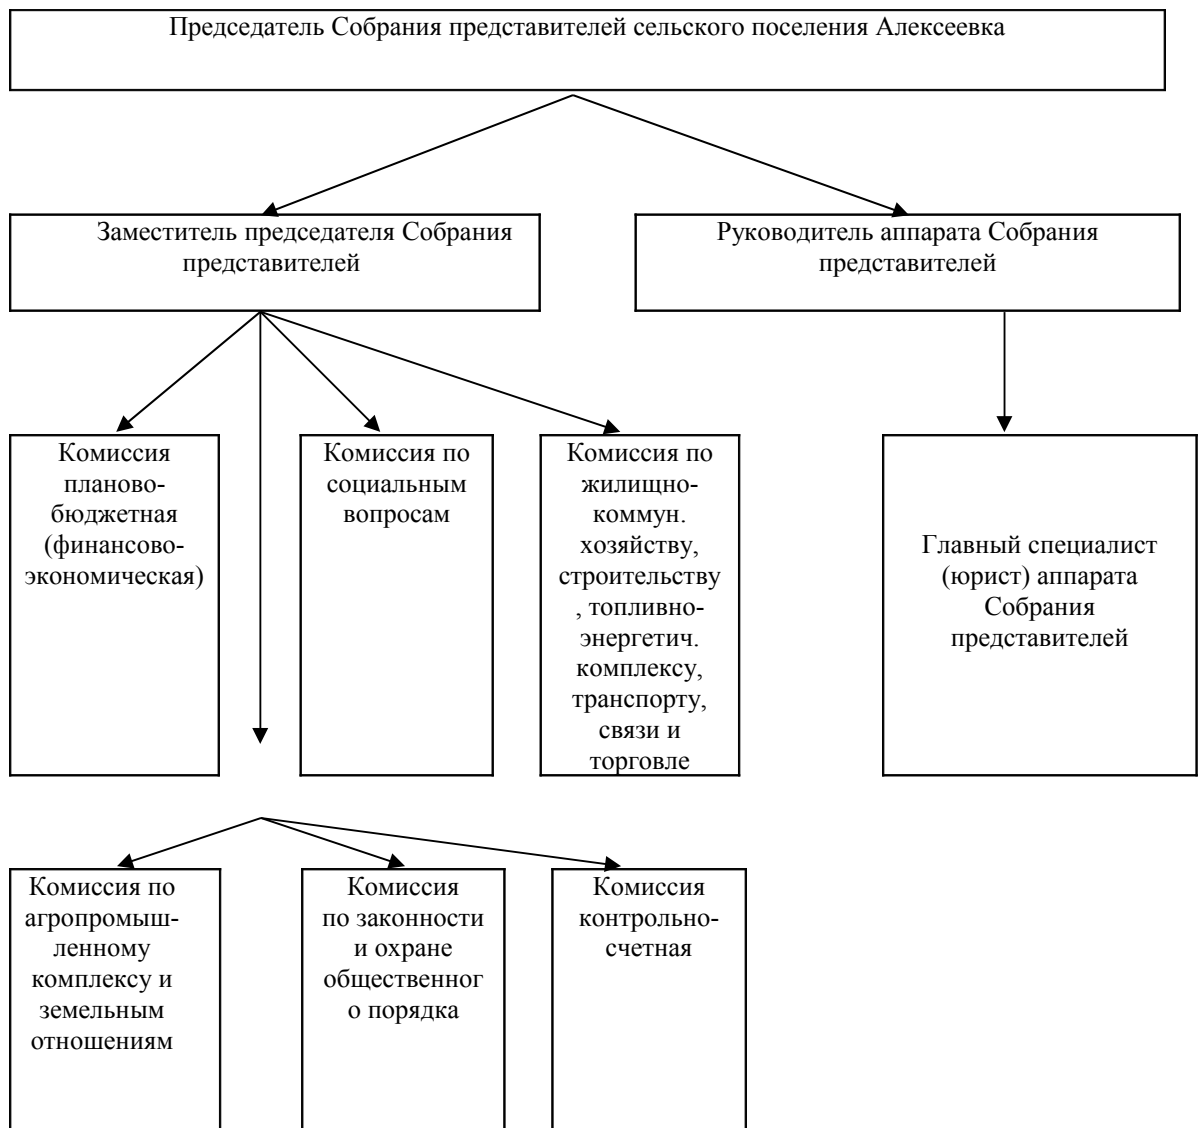 Председатель Собрания представителей сельского поселения Алексеевка
Заместитель председателя Собрания
представителей
Руководитель аппарата Собрания
представителей
Комиссия
планово-
бюджетная
(финансово-
экономическая)
Комиссия по
социальным
вопросам
Комиссия по
жилищно-
коммун.
хозяйству,
строительству
, топливно-
энергетич.
комплексу,
транспорту,
связи и
торговле
Главный специалист
(юрист) аппарата
Собрания
представителей
Комиссия по
агропромыш-
ленному
комплексу и
земельным
отношениям
Комиссия
по законности
и охране
общественног
о порядка
Комиссия
контрольно-
счетная